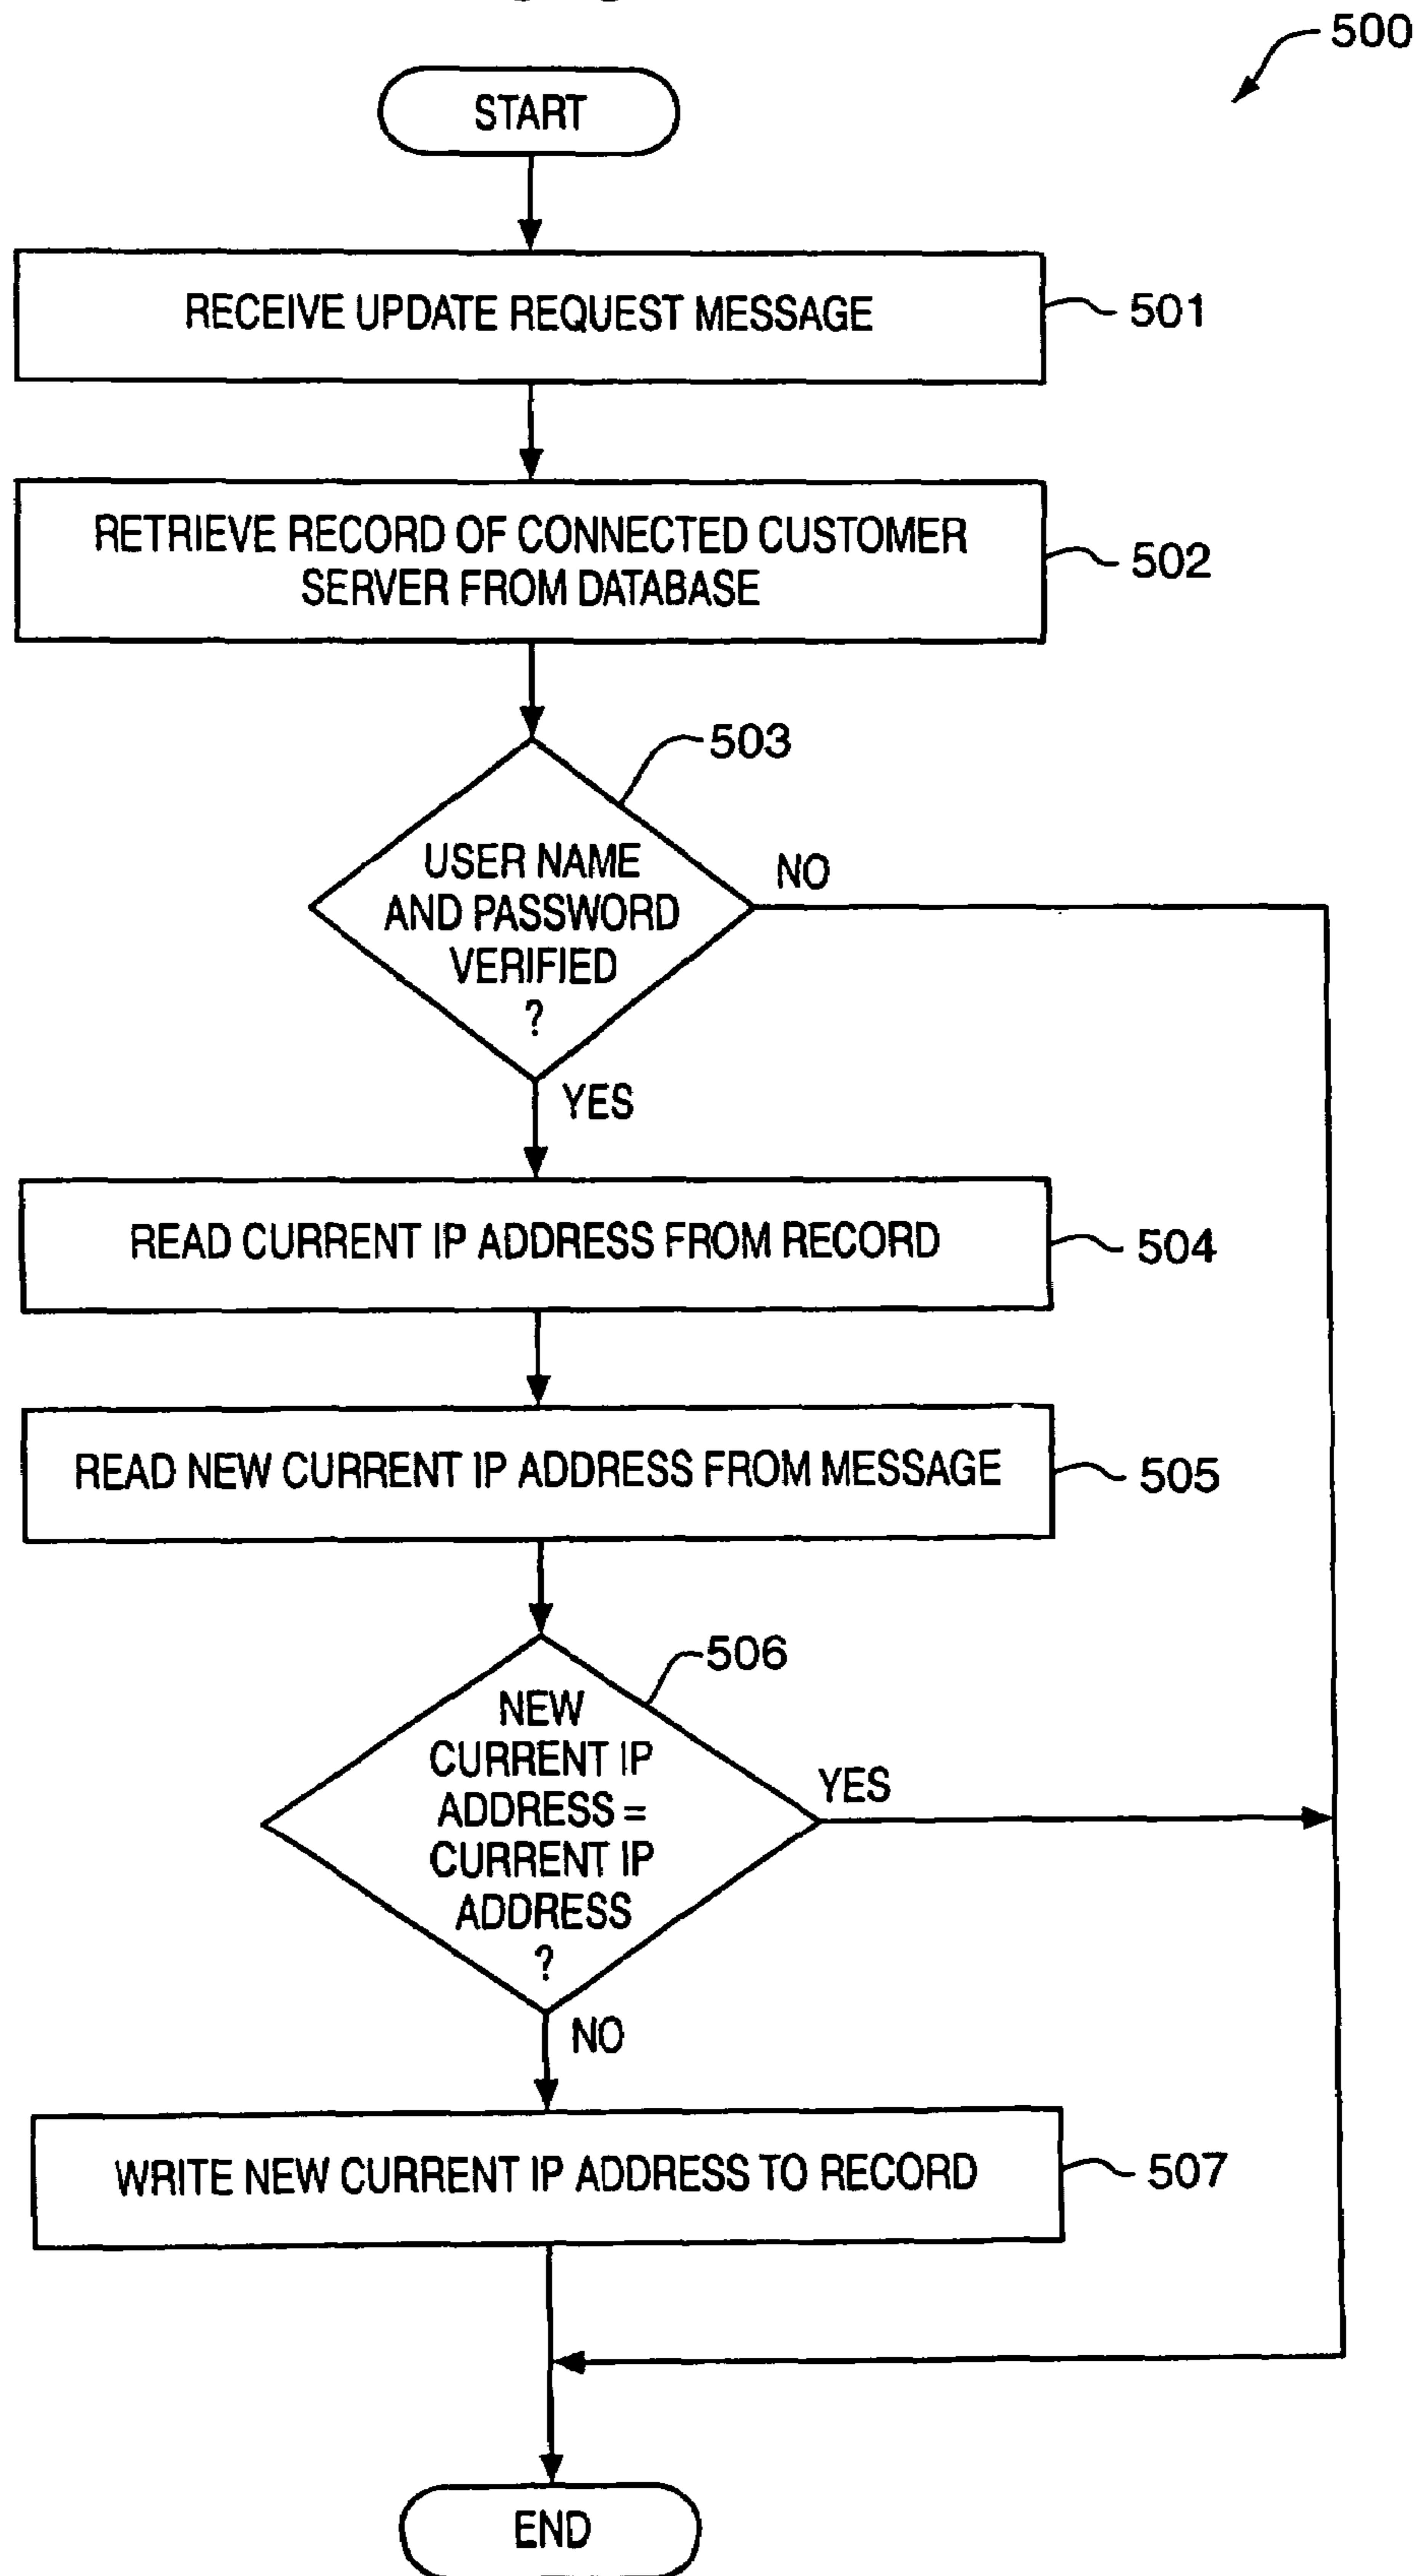 500
START
RECEIVE UPDATE REQUEST MESSAGE
501
RETRIEVE RECORD OF CONNECTED CUSTOMER
SERVER FROM DATABASE
502
503
USER NAME
AND PASSWORD
VERIFIED
?
NO
YES
READ CURRENT IP ADDRESS FROM RECORD
504
READ NEW CURRENT IP ADDRESS FROM MESSAGE
505
506
NEW
CURRENT IP
ADDRESS =
CURRENT IP
ADDRESS
?
YES
NO
WRITE NEW CURRENT IP ADDRESS TO RECORD
507
END